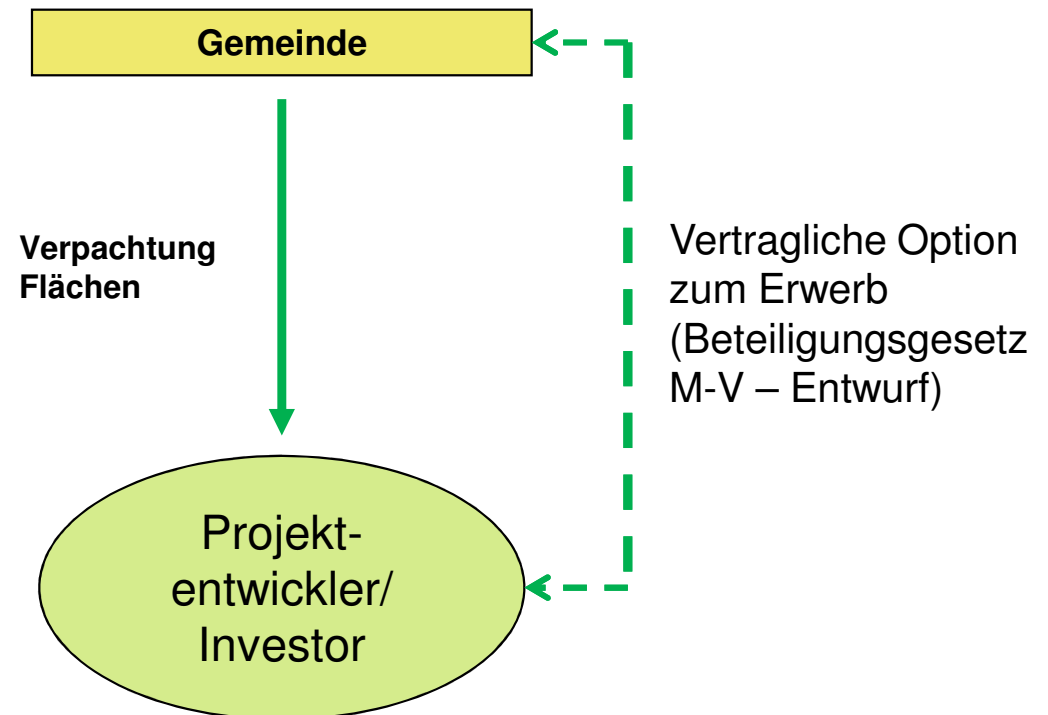 Gemeinde
Verpachtung
Flächen
Vertragliche Option
zum Erwerb
(Beteiligungsgesetz
M-V – Entwurf)
Projekt-
entwickler/
Investor